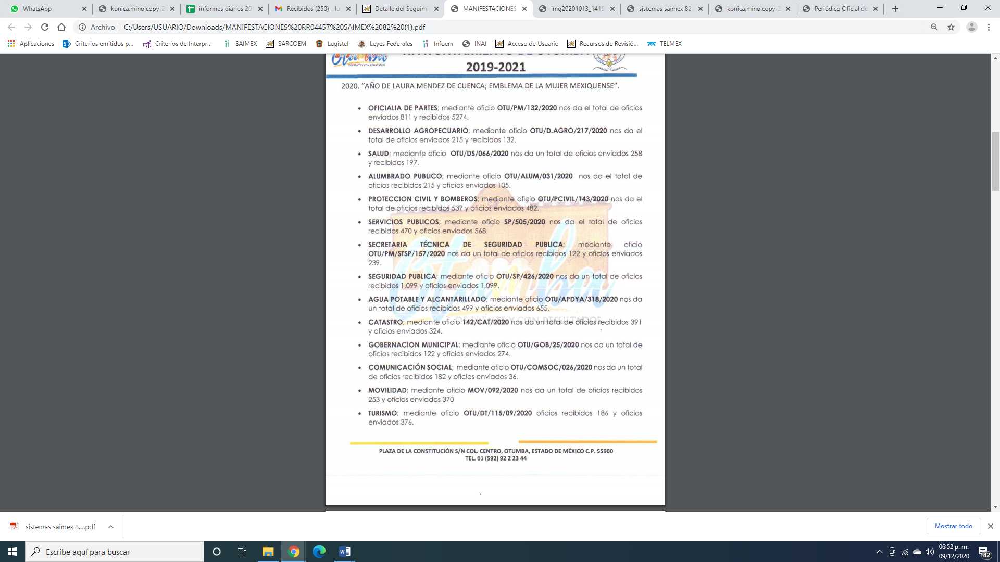 WhatsApp
konica.minolcopy-2
informes diarios 201
Recibidos (250) - lui
Detalle del Seguimie
MANIFESTACIONES
img20201013_1419
sistemas saimex 82.
konica.minolcopy-2
Periódico Oficial de
Archivo
C:/Users/USUARIO/Downloads/MANIFESTACIONES%20RR04457%20SAIMEX%2082%20(1).pdf
Aplicaciones
Criterios emitidos p...
Criterios de Interpr...
SAIMEX
SARCOEM
Legistel
Leyes Federales
Infoem
INAI
Acceso de Usuario
Recursos de Revisió...
TELMEX
Otumba
DE FRENTE Y CON RESULTADOS
AYUNTAMIENTO DE OTUMBA
2019-2021
2020. “AÑO DE LAURA MENDEZ DE CUENCA; EMBLEMA DE LA MUJER MEXIQUENSE”.
• OFICIALIA DE PARTES; mediante oficio OTU/PM/132/2020 nos da el total de oficios
enviados 811 y recibidos 5274.
• DESARROLLO AGROPECUARIO; mediante oficio OTU/D.AGRO/217/2020 nos da el
total de oficios enviados 215 y recibidos 132.
• SALUD; mediante oficio OTU/DS/066/2020 nos da un total de oficios enviados 258
y recibidos 197.
• ALUMBRADO PUBLICO; mediante oficio OTU/ALUM/031/2020 nos da el total de
oficios recibidos 215 y oficios enviados 105.
• PROTECCION CIVIL Y BOMBEROS; mediante oficio OTU/PCIVIL/143/2020 nos da el
total de oficios recibidos 537 y oficios enviados 482.
• SERVICIOS PUBLICOS; mediante oficio SP/505/2020 nos da el total de oficios
recibidos 470 y oficios enviados 568.
• SECRETARIA TÉCNICA DE SEGURIDAD PUBLICA; mediante oficio
OTU/PM/STSP/157/2020 nos da un total de oficios recibidos 122 y oficios enviados
239.
• SEGURIDAD PUBLICA; mediante oficio OTU/SP/426/2020 nos da un total de oficios
recibidos 1,099 y oficios enviados 1,099.
• AGUA POTABLE Y ALCANTARILLADO; mediante oficio OTU/APDYA/318/2020 nos da
un total de oficios recibidos 499 y oficios enviados 655.
Otumba
DE FRENTE Y CON RESULTADOS
• CATASTRO; mediante oficio 142/CAT/2020 nos da un total de oficios recibidos 391
y oficios enviados 324.
• GOBERNACION MUNICIPAL; mediante oficio OTU/GOB/25/2020 nos da un total de
oficios recibidos 122 y oficios enviados 274.
• COMUNICACIÓN SOCIAL; mediante oficio OTU/COMSOC/026/2020 nos da un total
de oficios recibidos 182 y oficios enviados 36.
• MOVILIDAD; mediante oficio MOV/092/2020 nos da un total de oficios recibidos
253 y oficios enviados 370
• TURISMO; mediante oficio OTU/DT/115/09/2020 oficios recibidos 186 y oficios
enviados 376.
PLAZA DE LA CONSTITUCIÓN S/N COL. CENTRO, OTUMBA, ESTADO DE MÉXICO C.P. 55900
TEL. 01 (592) 92 2 23 44
sistemas saimex 8....pdf
Mostrar todo
Escribe aquí para buscar
06:52 p. m.
09/12/2020
42